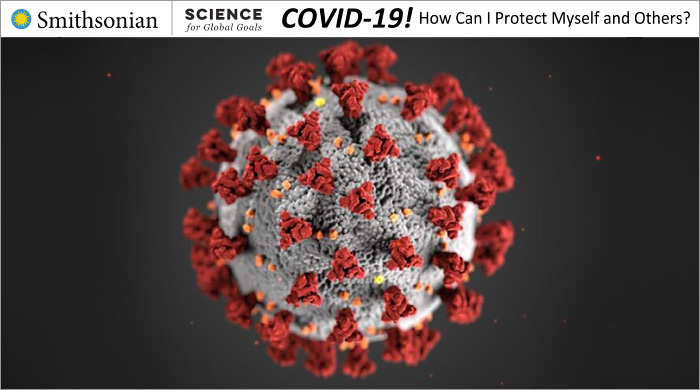 Smithsonian
SCIENCE
for Global Goals
COVID-19! How Can I Protect Myself and Others?